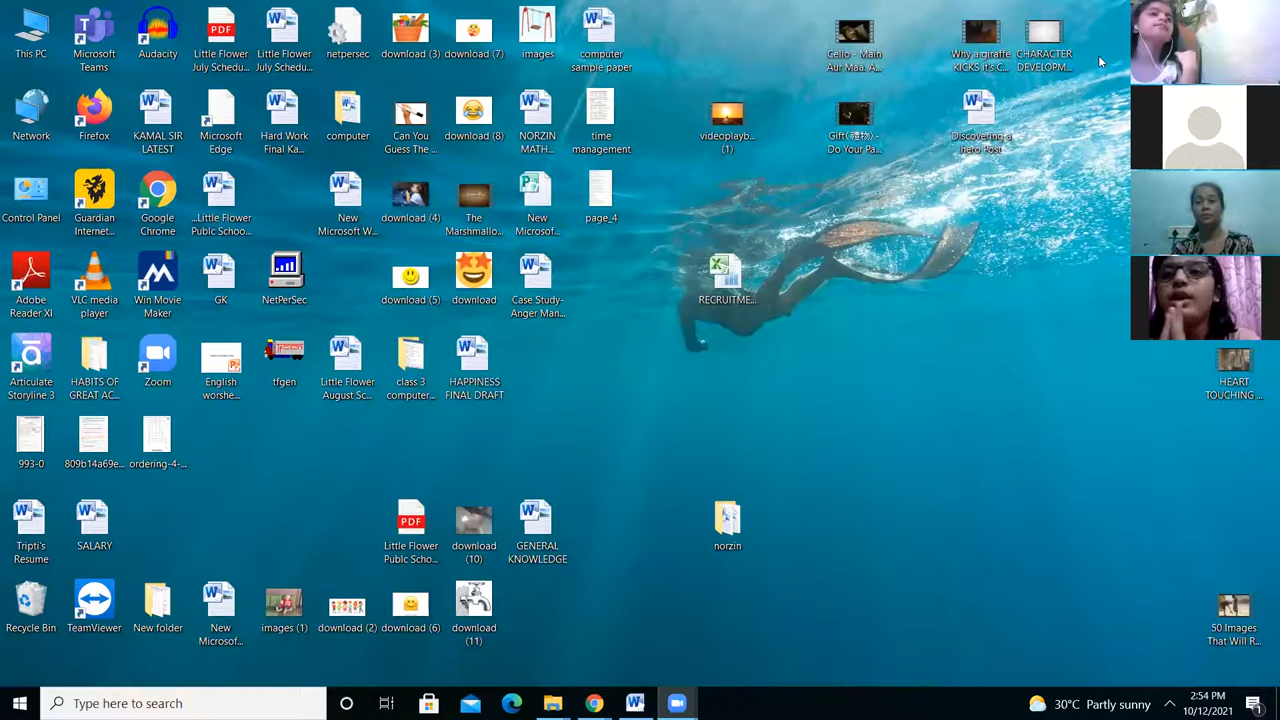 This PC
Microsoft
Teams
Audacity
Little Flower
July Schedu...
Little Flower
July Schedu...
netpersec
download (3)
download (7)
images
computer
sample paper
Cello - Main
Aur Maa. A...
Why a giraffe
KICKS it's C...
CHARACTER
DEVELOPM...
Network
Firefox
KAMAL SIR
LATEST
Microsoft
Edge
Hard Work
Final Ka...
computer
Can You
Guess The ...
download (8)
NORZIN
MATH...
time
management
videoplayb...
(1)
Gift(禮物) -
Do Your Pa...
Discovering a
hero Post...
Control Panel
Guardian
Internet...
Google
Chrome
...Little Flower
Publc Schoo...
New
Microsoft W...
download (4)
The
Marshmallo...
New
Microsof...
page_4
Adobe
Reader XI
VLC media
player
Win Movie
Maker
GK
NetPerSec
download (5)
download
Case Study-
Anger Man...
RECRUITME...
Articulate
Storyline 3
HABITS OF
GREAT AC...
Zoom
English
worshe...
tfgen
Little Flower
August Sc...
class 3
computer...
HAPPINESS
FINAL DRAFT
HEART
TOUCHING ...
993-0
809b14a69e...
ordering-4-...
Tripti's
Resume
SALARY
PDF
Little Flower
Publc Scho...
download
(10)
GENERAL
KNOWLEDGE
norzin
Recycle Bin
TeamViewer
New folder
New
Microsof...
images (1)
download (2)
download (6)
download
(11)
50 Images
That Will R...
Type here to search
30°C Partly sunny
2:54 PM
10/12/2021